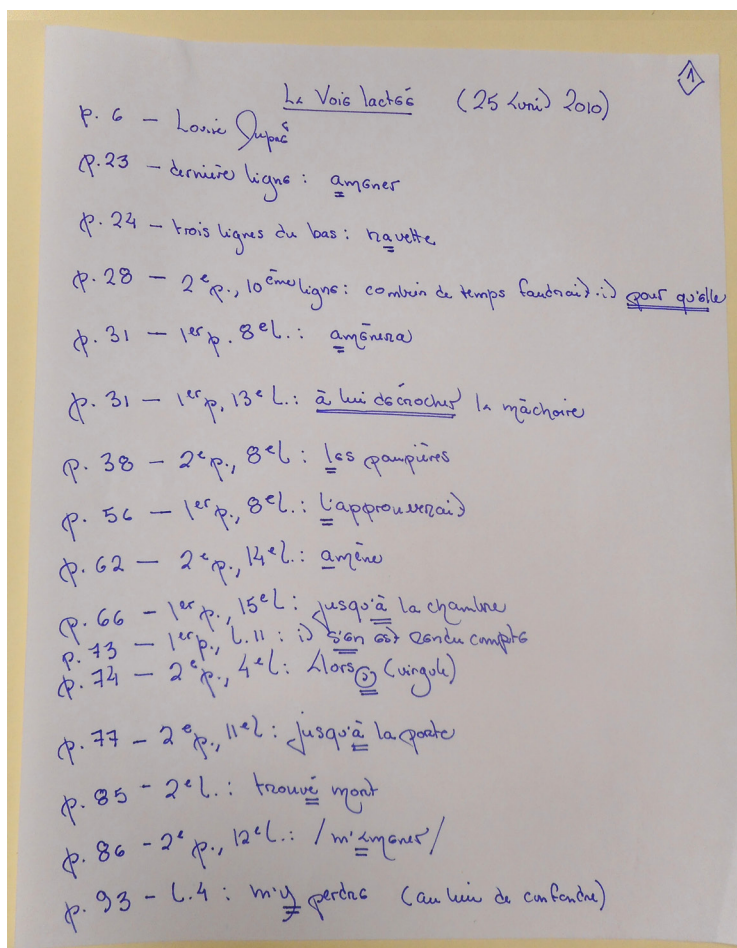 1
La Voie lactée (25 avril 2010)
p. 6 – Louise Dupré
p. 23 – dernière ligne : amener
p. 24 – trois lignes du bas : navette
p. 28 – 2e p., 10ème ligne : combien de temps faudrait-il pour qu'elle
p. 31 – 1er p. 8e l. : amènera
p. 31 – 1er p, 13e l. : à lui décrocher la mâchoire
p. 38 – 2e p., 8e l : les paupières
p. 56 – 1er p., 8e l. : l'approuverait
p. 62 – 2e p., 14e l. : amène
p. 66 – 1er p., 15e l : jusqu'à la chambre
p. 73 – 1er p., l. 11 : il s'en est rendu compte
p. 74 – 2e p., 4e l : Alors , (virgule)
p. 77 – 2e p., 11e l : jusqu'à la porte
p. 85 – 2e l. : trouvé mort
p. 86 – 2e p., 12e l. : / m'amener /
p. 93 – l. 4 : m'y perdre (au lieu de confondre)